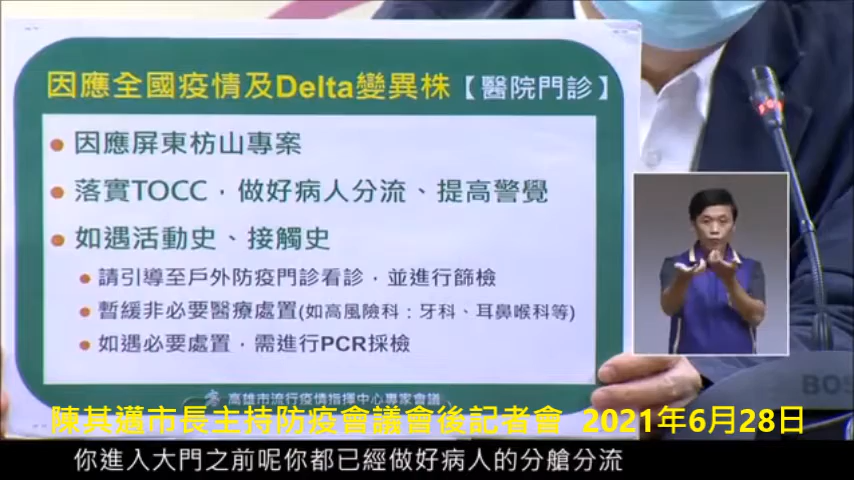 因應全國疫情及Delta變異株【醫院門診】
因應屏東枋山專案
落實TOCC，做好病人分流、提高警覺
如遇活動史、接觸史
請引導至戶外防疫門診看診，並進行篩檢
暫緩非必要醫療處置(如高風險科：牙科、耳鼻喉科等)
如遇必要處置，需進行PCR採檢
高雄市流行疫情指揮中心專家會議
陳其邁市長主持防疫會議會後記者會 2021年6月28日
BOS
你進入大門之前呢你都已經做好病人的分艙分流